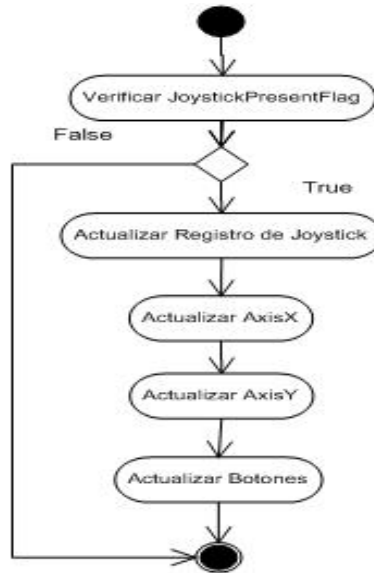 Verificar JoystickPresentFlag
False
True
Actualizar Registro de Joystick
Actualizar AxisX
Actualizar AxisY
Actualizar Botones